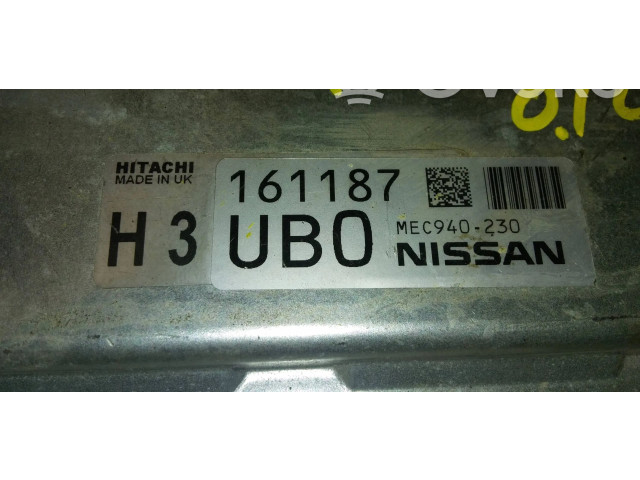 HITACHI
MADE IN UK
H 3
161187
UB0
MEC940-230
NISSAN